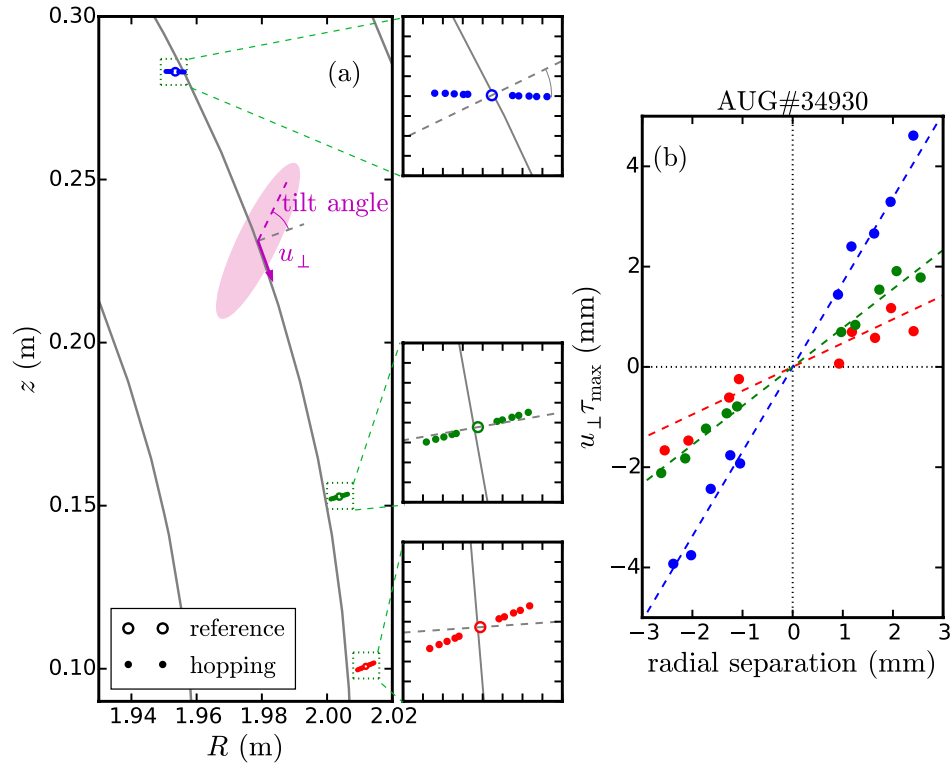 0.30
0.25
0.20
0.15
0.10
z (m)
1.94 1.96 1.98 2.00 2.02
R (m)
(a)
tilt angle
u⊥
reference
hopping
AUG#34930
(b)
4
2
0
−2
−4
u⊥τmax (mm)
−3 −2 −1 0 1 2 3
radial separation (mm)